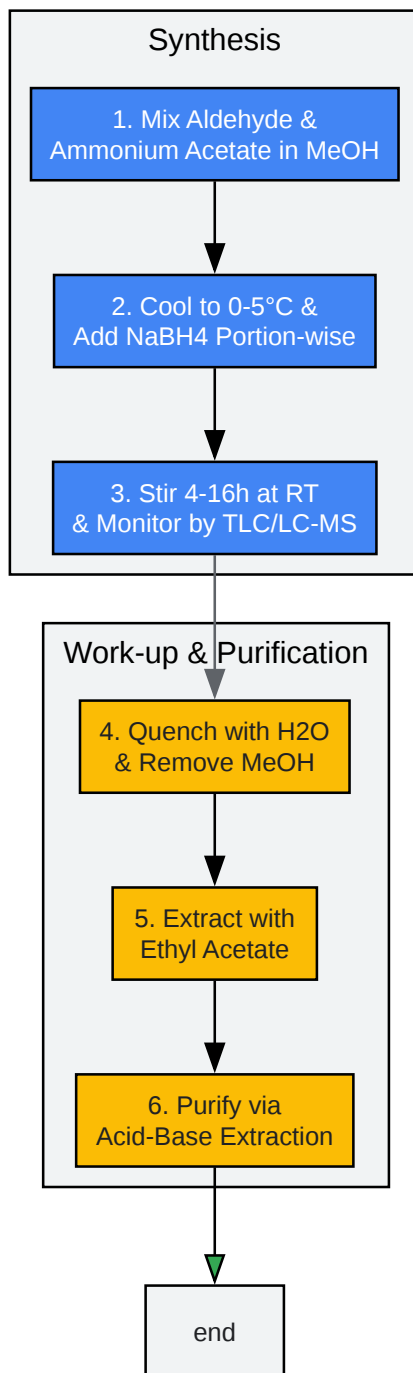 Synthesis
1. Mix Aldehyde &
Ammonium Acetate in MeOH
2. Cool to 0-5°C &
Add NaBH4 Portion-wise
3. Stir 4-16h at RT
& Monitor by TLC/LC-MS
Work-up & Purification
4. Quench with H2O
& Remove MeOH
5. Extract with
Ethyl Acetate
6. Purify via
Acid-Base Extraction
end